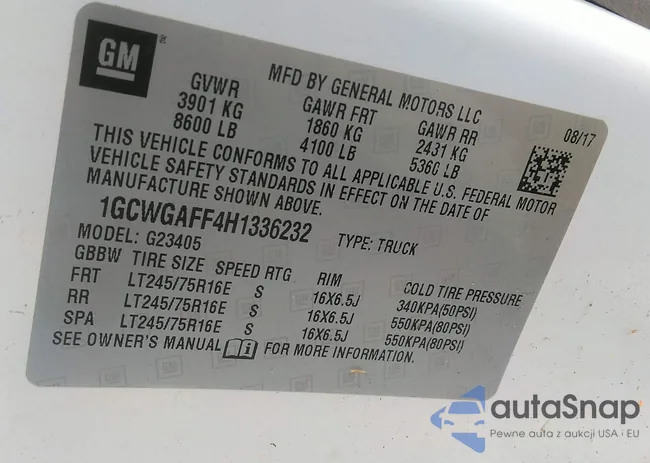 GM
MFD BY GENERAL MOTORS LLC
08/17
GVWR GAWR FRT GAWR RR
3901 KG 1860 KG 2431 KG
8600 LB 4100 LB 5360 LB
THIS VEHICLE CONFORMS TO ALL APPLICABLE U.S. FEDERAL MOTOR
VEHICLE SAFETY STANDARDS IN EFFECT ON THE DATE OF
MANUFACTURE SHOWN ABOVE.
1GCWGAFF4H1336232
MODEL: G23405 TYPE: TRUCK
GBBW TIRE SIZE SPEED RTG RIM COLD TIRE PRESSURE
FRT LT245/75R16E S 16X6.5J 340KPA(50PSI)
RR LT245/75R16E S 16X6.5J 550KPA(80PSI)
SPA LT245/75R16E S 16X6.5J 550KPA(80PSI)
SEE OWNER'S MANUAL FOR MORE INFORMATION.
autaSnap
Pewne auta z aukcji USA i EU